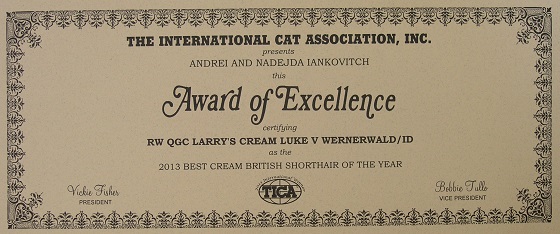 THE INTERNATIONAL CAT ASSOCIATION, INC.
presents
ANDREI AND NADEJDA IANKOVITCH
this
Award of Excellence
certifying
RW QGC LARRY'S CREAM LUKE V WERNERWALD/ID
as the
2013 BEST CREAM BRITISH SHORTHAIR OF THE YEAR
TICA
Vickie Fisher
PRESIDENT
Bobbie Tullo
VICE PRESIDENT